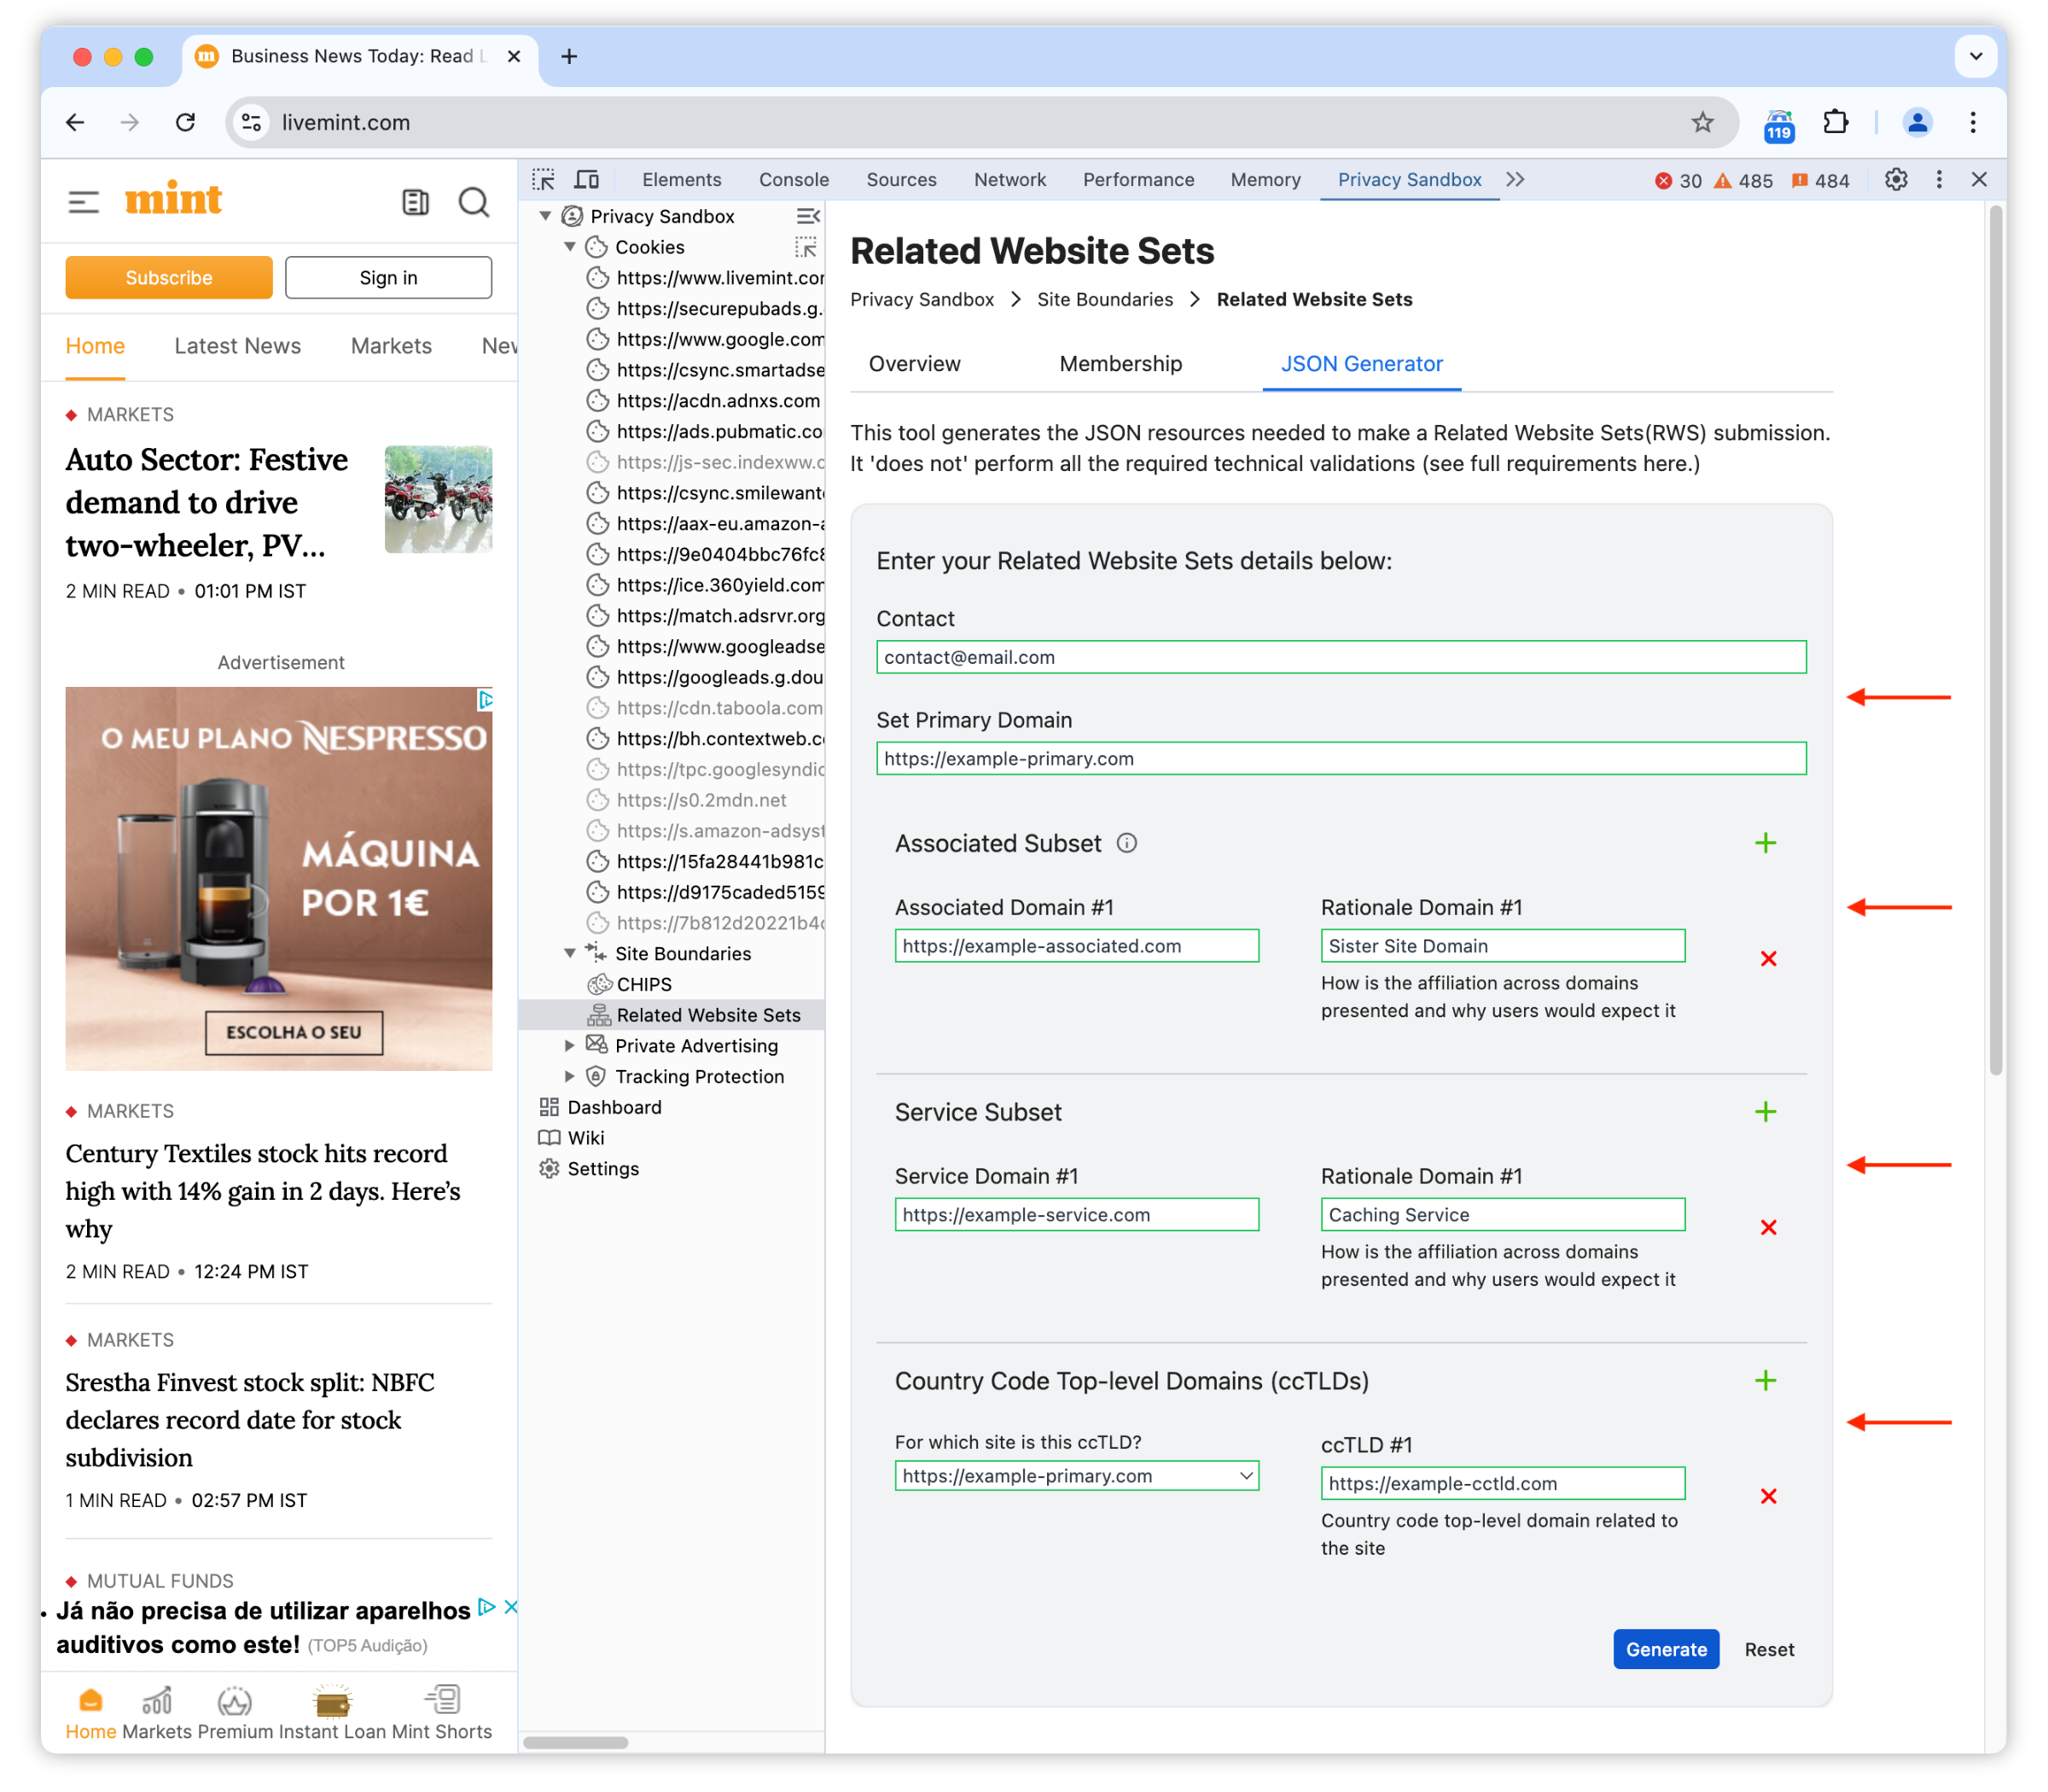 Business News Today: Read L
livemint.com
119
mint
Subscribe
Sign in
Home
Latest News
Markets
New
MARKETS
Auto Sector: Festive
demand to drive
two-wheeler, PV...
2 MIN READ • 01:01 PM IST
Advertisement
O MEU PLANO NESPRESSO
MÁQUINA
POR 1€
ESCOLHA O SEU
MARKETS
Century Textiles stock hits record
high with 14% gain in 2 days. Here's
why
2 MIN READ • 12:24 PM IST
MARKETS
Srestha Finvest stock split: NBFC
declares record date for stock
subdivision
1 MIN READ • 02:57 PM IST
MUTUAL FUNDS
Já não precisa de utilizar aparelhos
auditivos como este! (TOP5 Audição)
Home Markets Premium Instant Loan Mint Shorts
Elements Console Sources Network Performance Memory Privacy Sandbox 30 485 484
Privacy Sandbox
Cookies
https://www.livemint.com
https://securepubads.g.
https://www.google.com
https://csync.smartadse
https://acdn.adnxs.com
https://ads.pubmatic.co
https://js-sec.indexww.c
https://csync.smilewante
https://aax-eu.amazon-a
https://9e0404bbc76fc8
https://ice.360yield.com
https://match.adsrvr.org
https://www.googleadse
https://googleads.g.dou
https://cdn.taboola.com
https://bh.contextweb.c
https://tpc.googlesyndic
https://s0.2mdn.net
https://s.amazon-adsyst
https://15fa28441b981c
https://d9175caded5159
https://7b812d20221b4c
Site Boundaries
CHIPS
Related Website Sets
Private Advertising
Tracking Protection
Dashboard
Wiki
Settings
Related Website Sets
Privacy Sandbox > Site Boundaries > Related Website Sets
Overview
Membership
JSON Generator
This tool generates the JSON resources needed to make a Related Website Sets(RWS) submission.
It 'does not' perform all the required technical validations (see full requirements here.)
Enter your Related Website Sets details below:
Contact
contact@email.com
Set Primary Domain
https://example-primary.com
Associated Subset
Associated Domain #1
https://example-associated.com
Rationale Domain #1
Sister Site Domain
How is the affiliation across domains
presented and why users would expect it
Service Subset
Service Domain #1
https://example-service.com
Rationale Domain #1
Caching Service
How is the affiliation across domains
presented and why users would expect it
Country Code Top-level Domains (ccTLDs)
For which site is this ccTLD?
https://example-primary.com
ccTLD #1
https://example-cctld.com
Country code top-level domain related to
the site
Generate
Reset